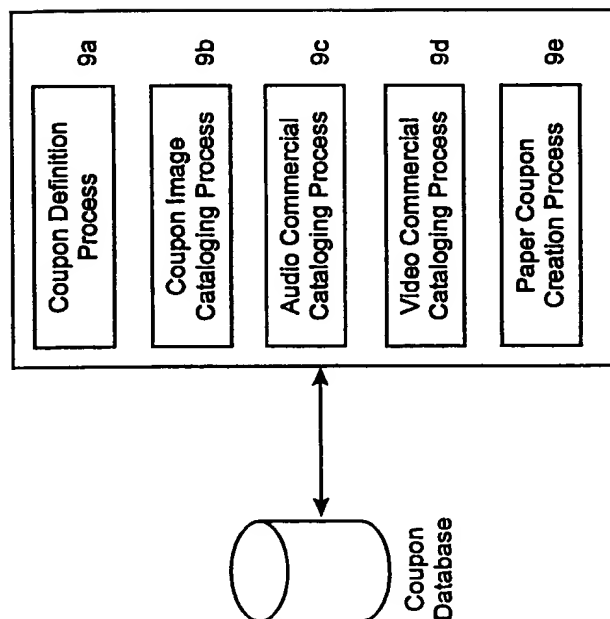 Coupon Definition
Process
9a
Coupon Image
Cataloging Process
9b
Audio Commercial
Cataloging Process
9c
Video Commercial
Cataloging Process
9d
Paper Coupon
Creation Process
9e
Coupon
Database